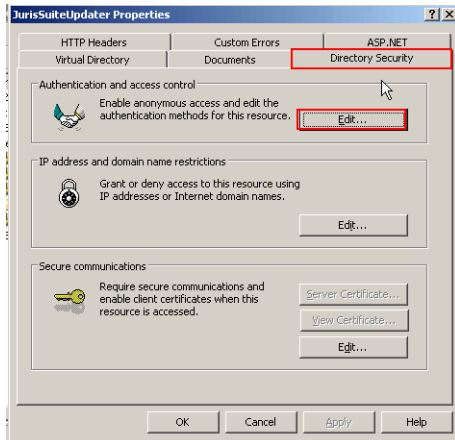 JurisSuiteUpdater Properties
HTTP Headers
Custom Errors
ASP.NET
Virtual Directory
Documents
Directory Security
Authentication and access control
Enable anonymous access and edit the
authentication methods for this resource.
Edit...
IP address and domain name restrictions
Grant or deny access to this resource using
IP addresses or Internet domain names.
Edit...
Secure communications
Require secure communications and
enable client certificates when this
resource is accessed.
Server Certificate...
View Certificate...
Edit...
OK
Cancel
Apply
Help